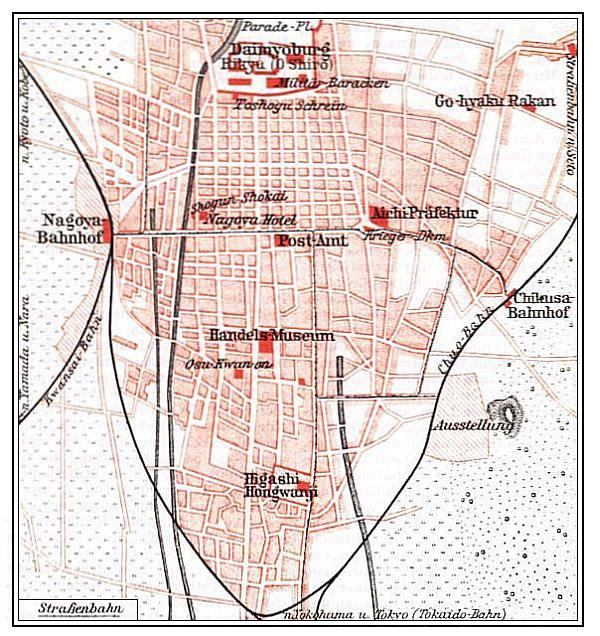 Parade-Pl.
Daimyoburg
Rikyu (O Shiro)
Militär-Baracken
Toshogu Schrein
Go-hyaku Rakan
Straßenbahn n. Seto
n. Kyoto u. Kobe
Shogun-Shokai
Nagoya Hotel
Aichi-Präfektur
Nagoya-
Bahnhof
Post-Amt
Krieger-Dkm.
Chikusa-
Bahnhof
Chuo-Bahn
n. Yamada u. Nara
Kwansai-Bahn
Handels-Museum
Osu-Kwan-on
Ausstellung
Higashi
Hongwanji
Straßenbahn
n. Yokohama u. Tokyo (Tokaido-Bahn)